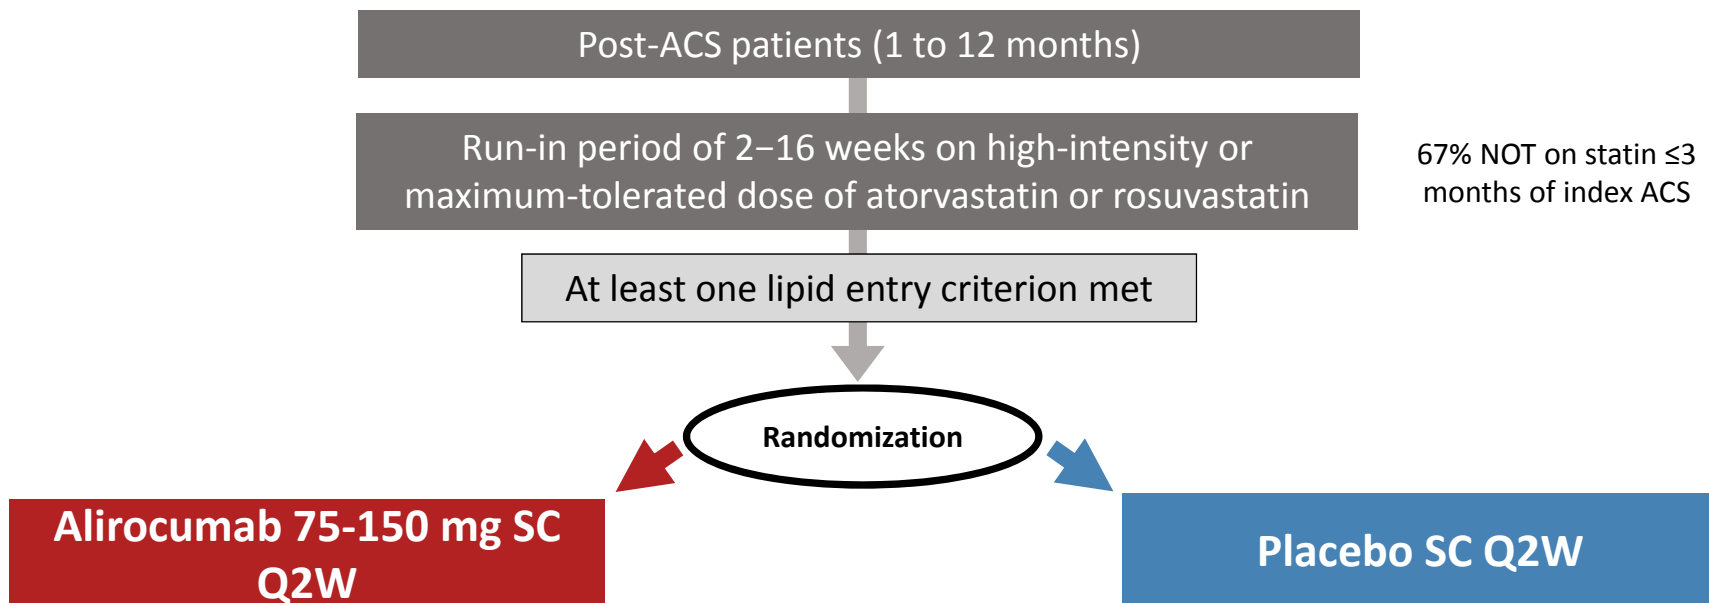 Post-ACS patients (1 to 12 months)
Run-in period of 2−16 weeks on high-intensity or
maximum-tolerated dose of atorvastatin or rosuvastatin
67% NOT on statin ≤3
months of index ACS
At least one lipid entry criterion met
Randomization
Alirocumab 75-150 mg SC
Q2W
Placebo SC Q2W